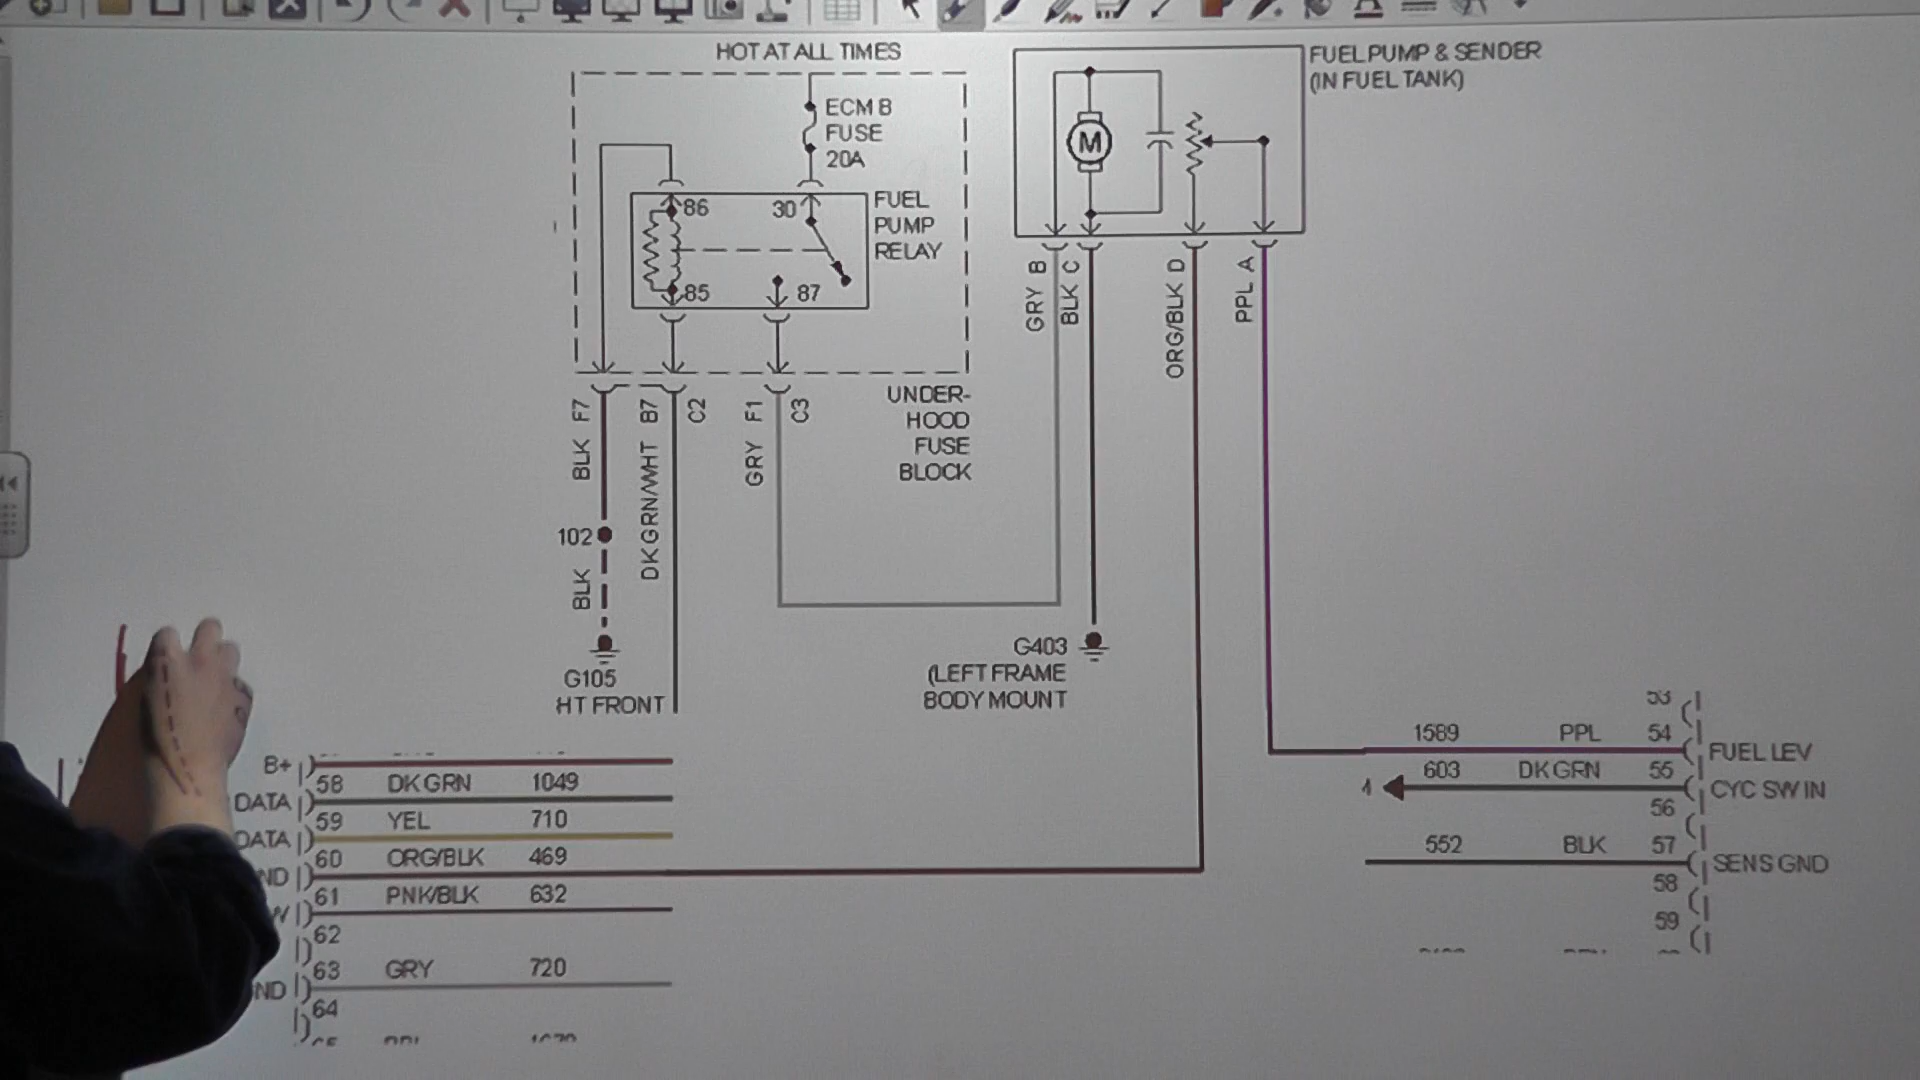 HOT AT ALL TIMES
ECM B
FUSE
20A
86
30
FUEL
PUMP
RELAY
85
87
F7
B7
C2
F1
C3
BLK
DK GRN/WHT
GRY
UNDER-
HOOD
FUSE
BLOCK
102
BLK
G105
HT FRONT
FUEL PUMP & SENDER
(IN FUEL TANK)
M
GRY B
BLK C
ORG/BLK D
PPL A
G403
(LEFT FRAME
BODY MOUNT
B+
58 DK GRN 1049
DATA
59 YEL 710
DATA
60 ORG/BLK 469
ND
61 PNK/BLK 632
W
62
63 GRY 720
ND
64
53
1589 PPL 54
FUEL LEV
603 DK GRN 55
CYC SW IN
56
552 BLK 57
SENS GND
58
59